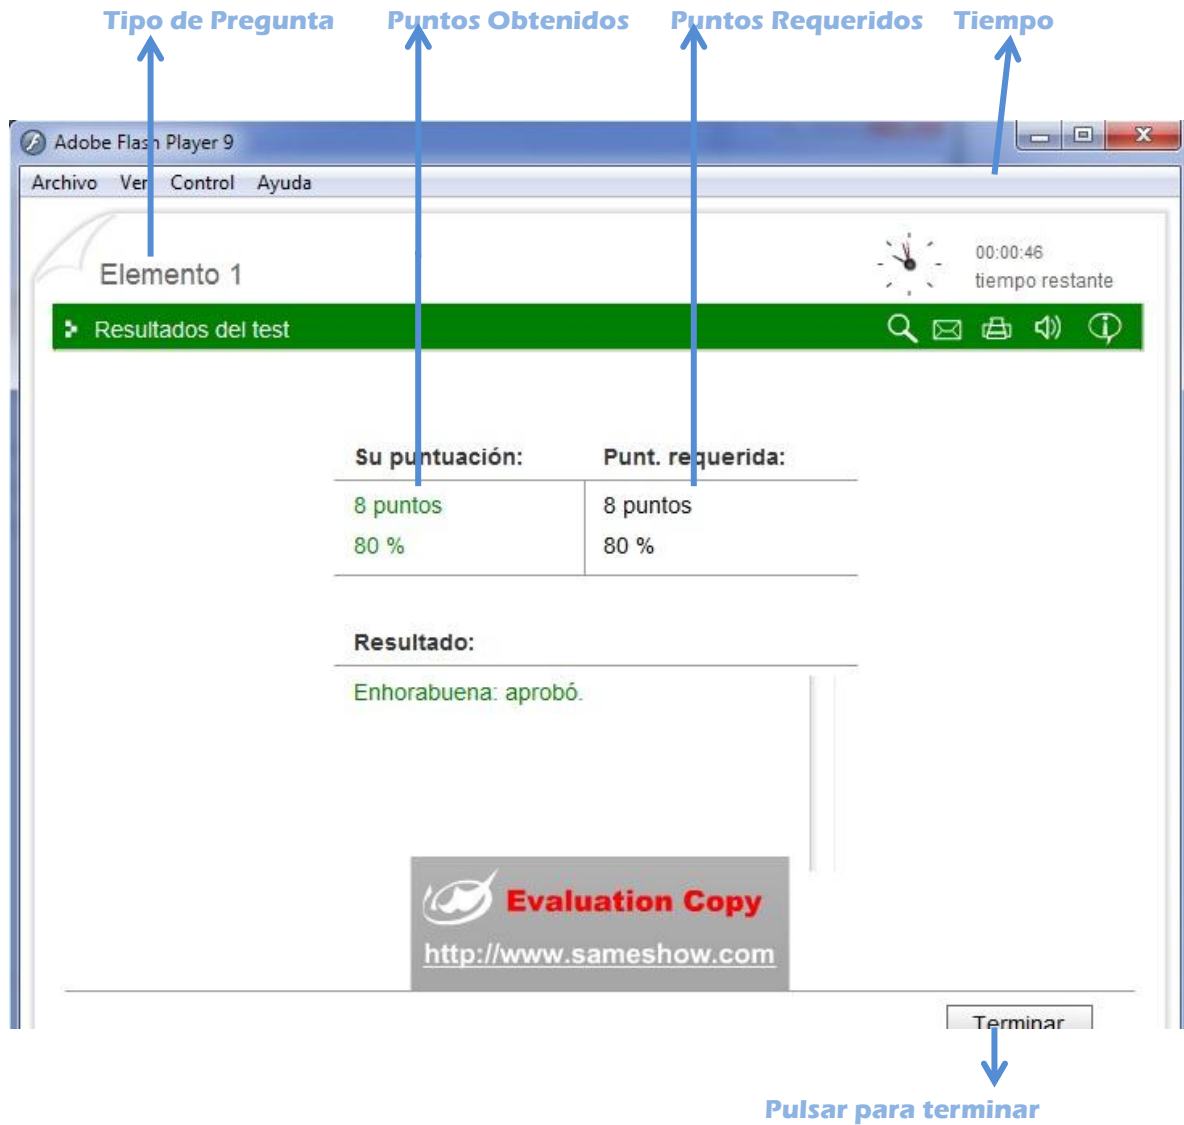 Tipo de Pregunta Puntos Obtenidos Puntos Requeridos Tiempo
Adobe Flash Player 9
Archivo Ver Control Ayuda
00:00:46
Elemento 1 tiempo restante
Resultados del test
Su puntuación: Punt. requerida:
8 puntos 8 puntos
80 % 80 %
Resultado:
Enhorabuena: aprobó.
Evaluation Copy
http://www.sameshow.com
Terminar
Pulsar para terminar